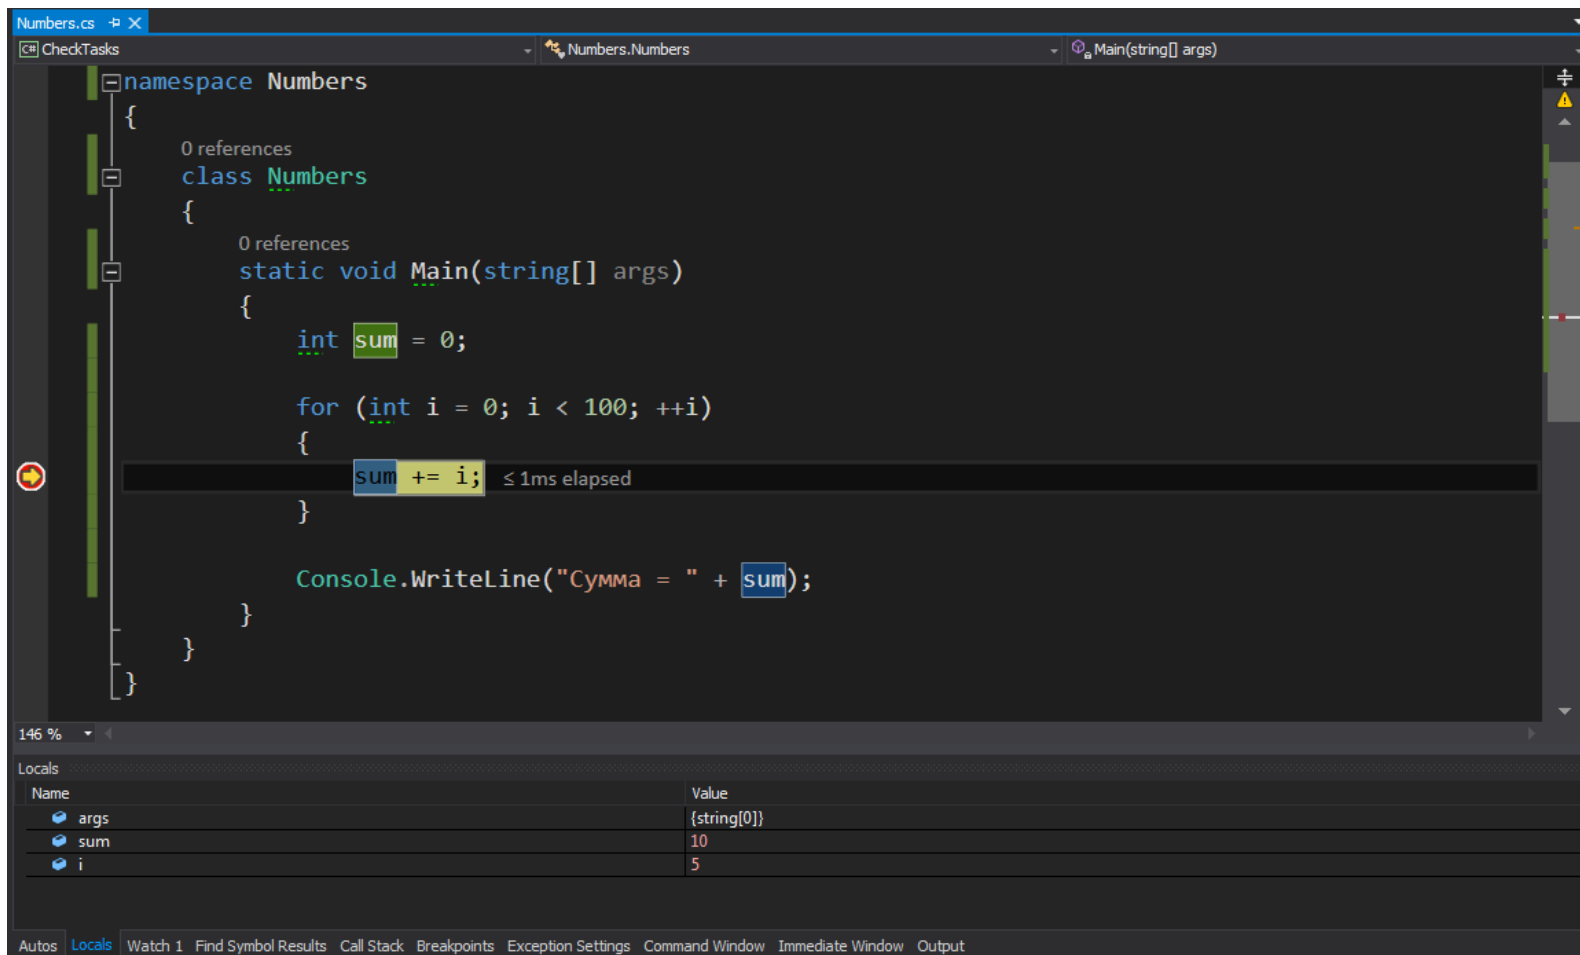 Numbers.cs
C# CheckTasks Numbers.Numbers Main(string[] args)
namespace Numbers
{
0 references
class Numbers
{
0 references
static void Main(string[] args)
{
int sum = 0;
for (int i = 0; i < 100; ++i)
{
sum += i; ≤ 1ms elapsed
}
Console.WriteLine("Сумма = " + sum);
}
}
}
146 %
Locals
Name Value
args {string[0]}
sum 10
i 5
Autos Locals Watch 1 Find Symbol Results Call Stack Breakpoints Exception Settings Command Window Immediate Window Output